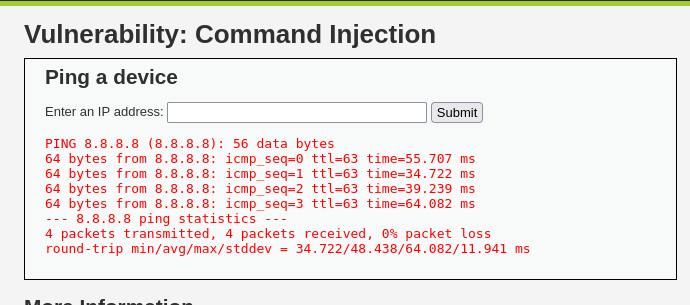 Vulnerability: Command Injection
Ping a device
Enter an IP address: Submit
PING 8.8.8.8 (8.8.8.8): 56 data bytes
64 bytes from 8.8.8.8: icmp_seq=0 ttl=63 time=55.707 ms
64 bytes from 8.8.8.8: icmp_seq=1 ttl=63 time=34.722 ms
64 bytes from 8.8.8.8: icmp_seq=2 ttl=63 time=39.239 ms
64 bytes from 8.8.8.8: icmp_seq=3 ttl=63 time=64.082 ms
--- 8.8.8.8 ping statistics ---
4 packets transmitted, 4 packets received, 0% packet loss
round-trip min/avg/max/stddev = 34.722/48.438/64.082/11.941 ms
More Information